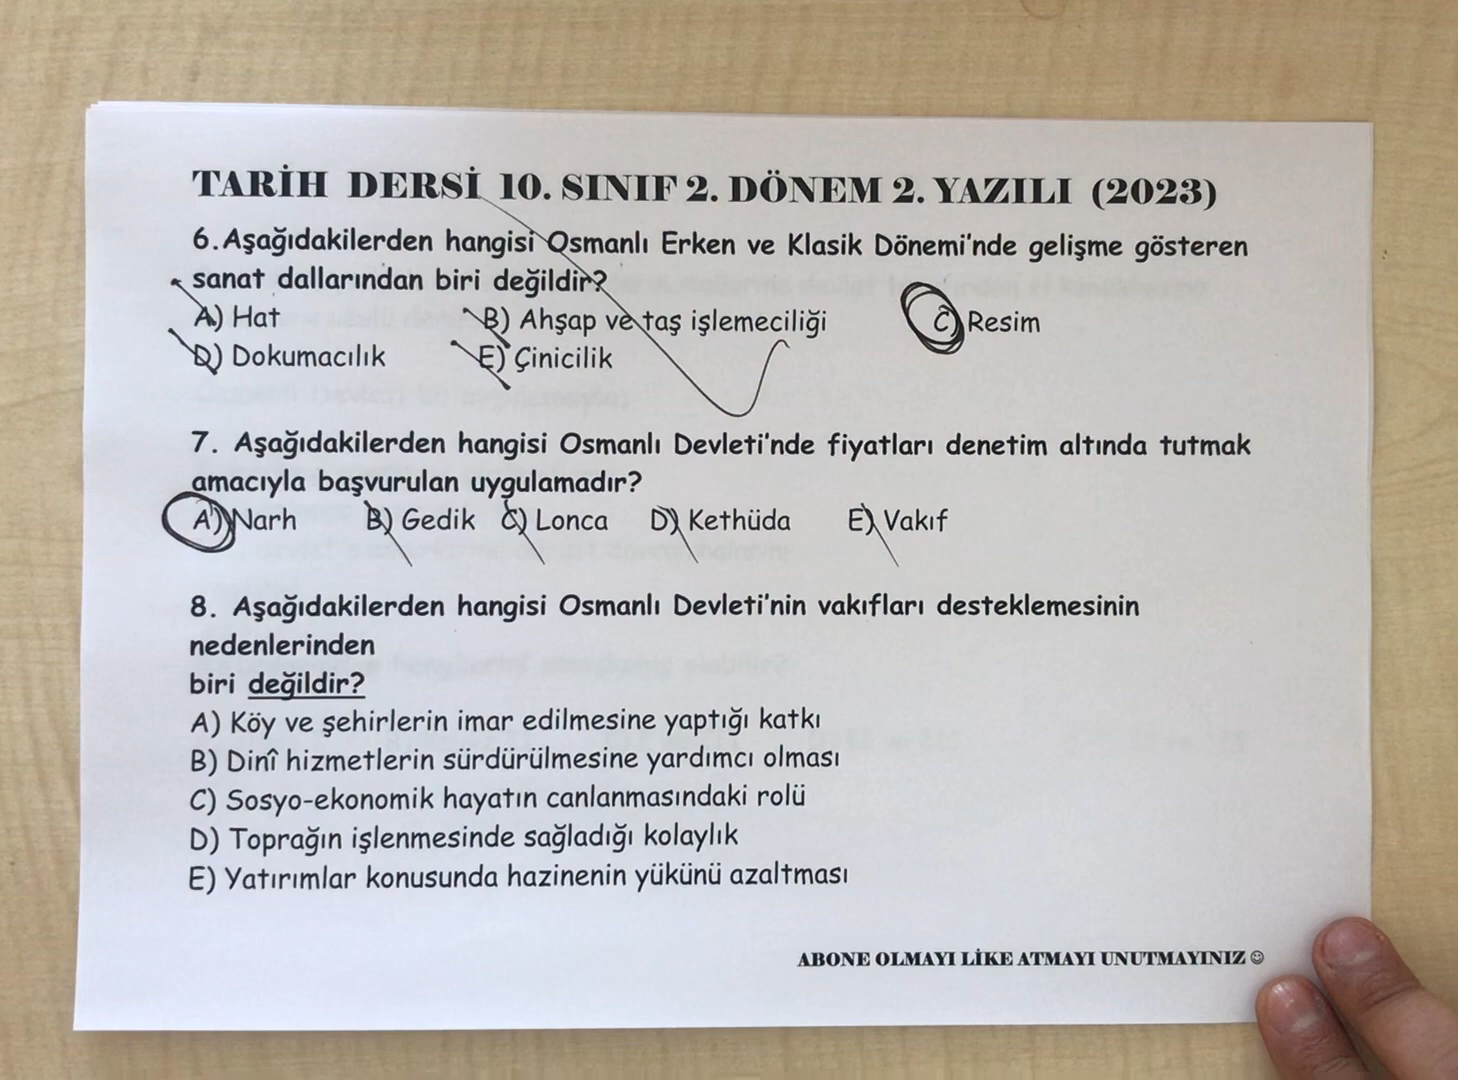 TARİH DERSİ 10. SINIF 2. DÖNEM 2. YAZILI (2023)
6.Aşağıdakilerden hangisi Osmanlı Erken ve Klasik Dönemi'nde gelişme gösteren
sanat dallarından biri değildir?
A) Hat B) Ahşap ve taş işlemeciliği C) Resim
D) Dokumacılık E) Çinicilik
7. Aşağıdakilerden hangisi Osmanlı Devleti'nde fiyatları denetim altında tutmak
amacıyla başvurulan uygulamadır?
A) Narh B) Gedik C) Lonca D) Kethüda E) Vakıf
8. Aşağıdakilerden hangisi Osmanlı Devleti'nin vakıfları desteklemesinin
nedenlerinden
biri değildir?
A) Köy ve şehirlerin imar edilmesine yaptığı katkı
B) Dinî hizmetlerin sürdürülmesine yardımcı olması
C) Sosyo-ekonomik hayatın canlanmasındaki rolü
D) Toprağın işlenmesinde sağladığı kolaylık
E) Yatırımlar konusunda hazinenin yükünü azaltması
ABONE OLMAYI LİKE ATMAYI UNUTMAYINIZ☺